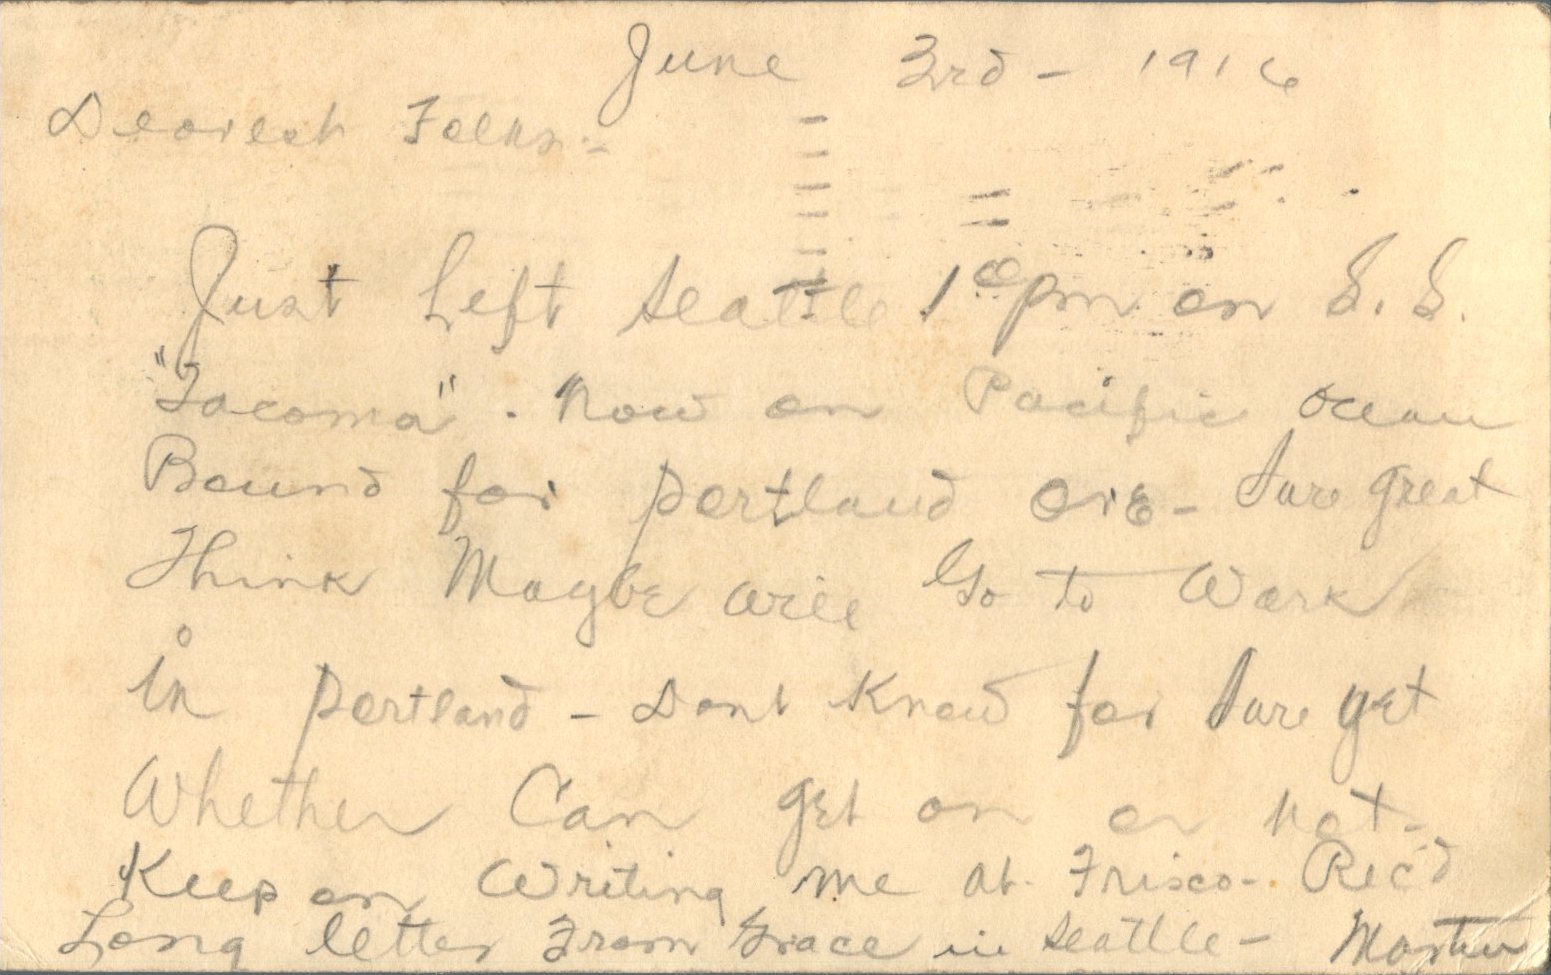 June 3rd - 1916
Dearest Folks:-
Just Left Seattle 1 00 pm on S.S.
"Tacoma". Now on Pacific Ocean
Bound for Portland Ore - Sure great
Think Maybe will Go to Work
in Portland - Dont Know for Sure yet
Whether Can get on or not -
Keep on Writing me at Frisco - Rec'd
Long letter From Grace in Seattle - Martin